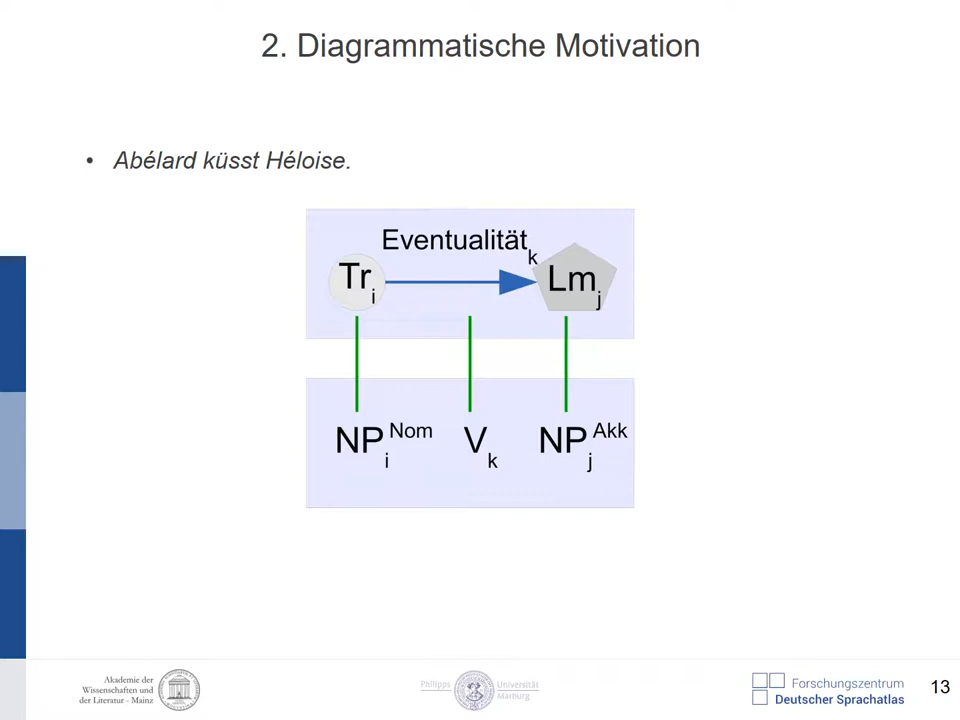 2. Diagrammatische Motivation
• Abélard küsst Héloise.
Eventualität k
Tr i Lm j
NP i Nom V k NP j Akk
Akademie der
Wissenschaften und
der Literatur - Mainz
Philipps Universität
Marburg
Forschungszentrum
Deutscher Sprachatlas
13